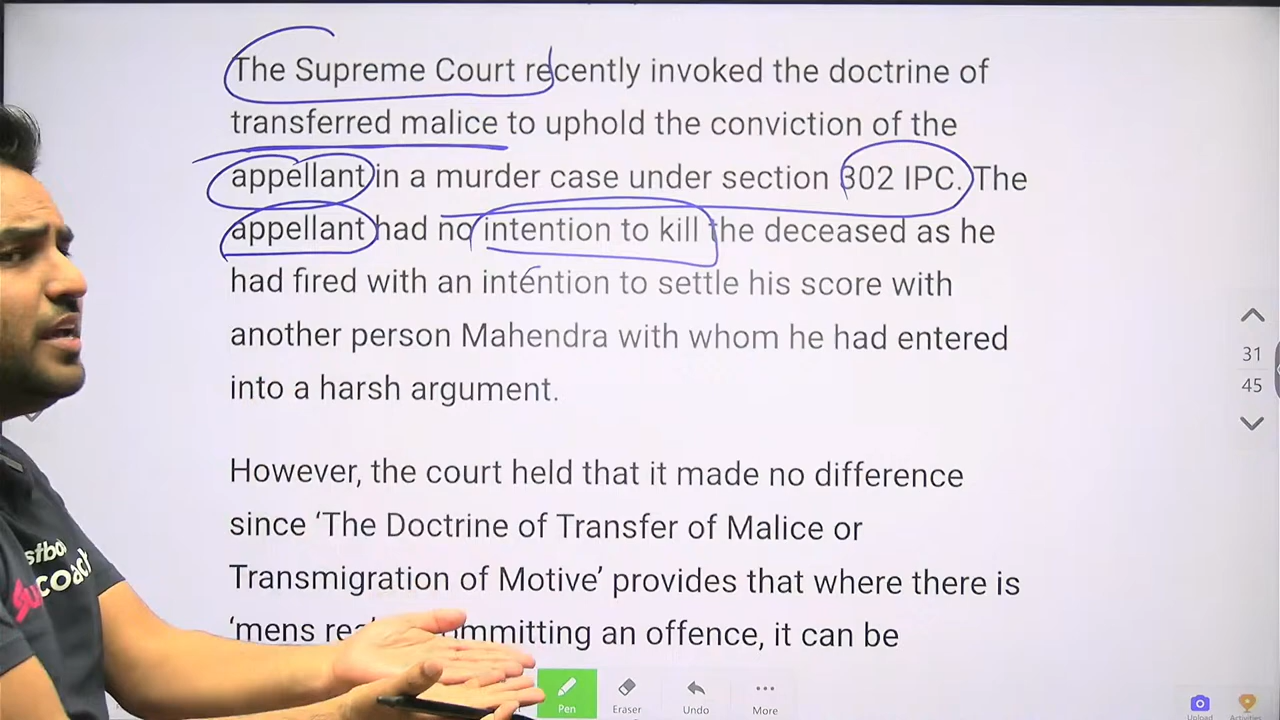 The Supreme Court recently invoked the doctrine of
transferred malice to uphold the conviction of the
appellant in a murder case under section 302 IPC. The
appellant had no intention to kill the deceased as he
had fired with an intention to settle his score with
another person Mahendra with whom he had entered
into a harsh argument.
However, the court held that it made no difference
since ‘The Doctrine of Transfer of Malice or
Transmigration of Motive’ provides that where there is
‘mens committing an offence, it can be
31
45
coach
Pen
Eraser
Undo
More
Upload
Activities